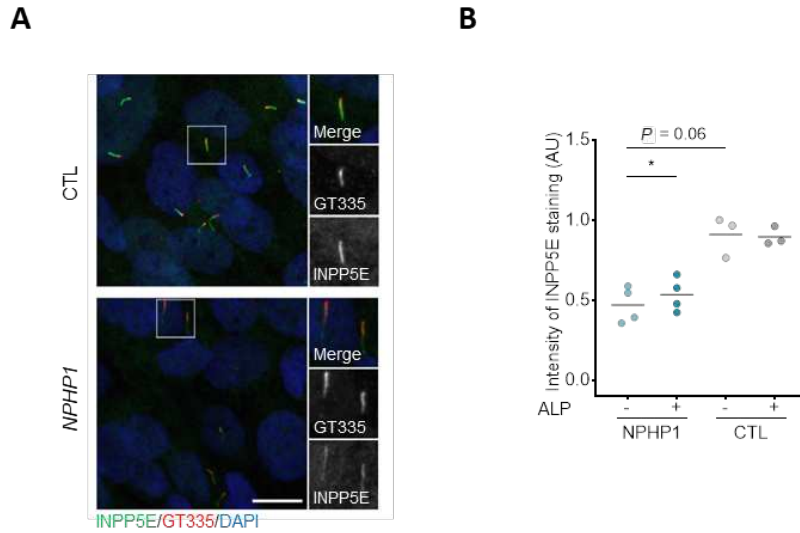 A
B
CTL
Merge
GT335
INPP5E
NPHP1
Merge
GT335
INPP5E
INPP5E/GT335/DAPI
Intensity of INPP5E staining (AU)
1.5
1.0
0.5
0.0
P = 0.06
*
ALP - + - +
NPHP1 CTL